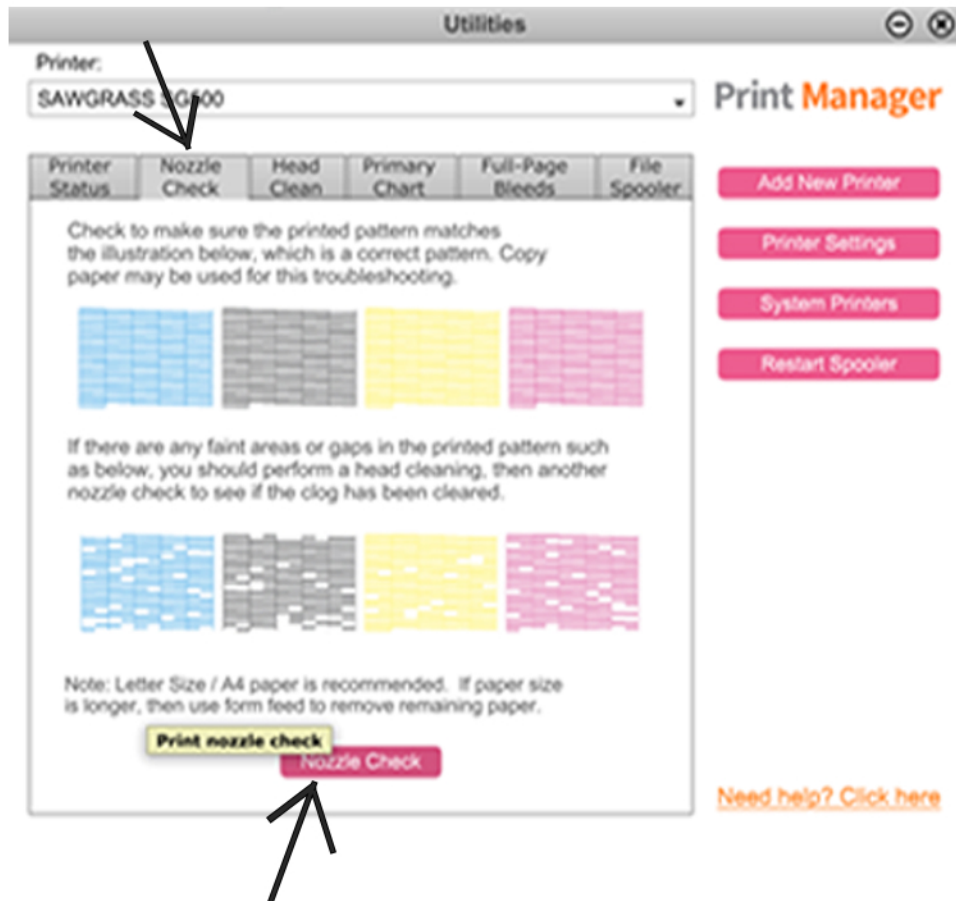 Utilities
Printer:
SAWGRASS SG500
Print Manager
Printer Status
Nozzle Check
Head Clean
Primary Chart
Full-Page Bleeds
File Spooler
Add New Printer
Printer Settings
System Printers
Restart Spooler
Check to make sure the printed pattern matches
the illustration below, which is a correct pattern. Copy
paper may be used for this troubleshooting.
If there are any faint areas or gaps in the printed pattern such
as below, you should perform a head cleaning, then another
nozzle check to see if the clog has been cleared.
Note: Letter Size / A4 paper is recommended. If paper size
is longer, then use form feed to remove remaining paper.
Print nozzle check
Nozzle Check
Need help? Click here